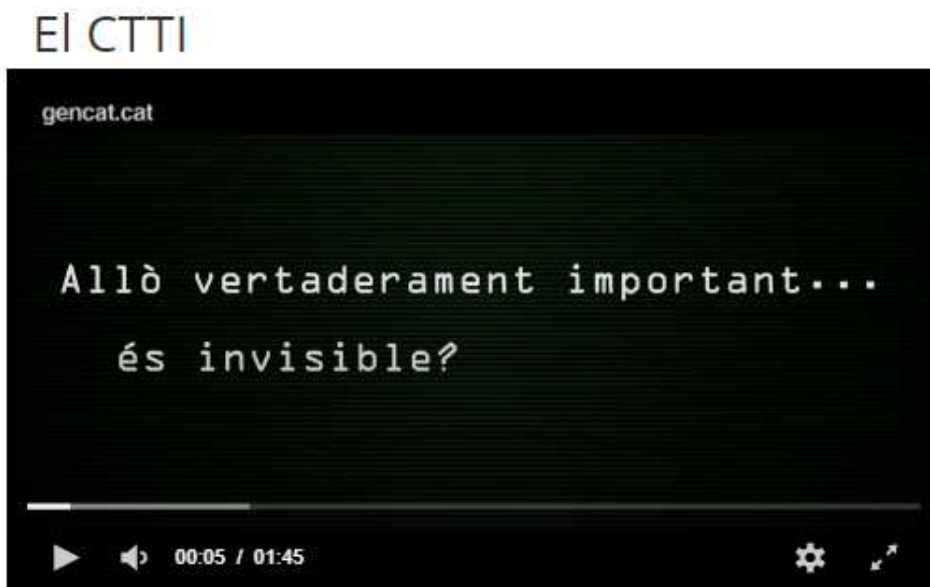 El CTTI
gencat.cat
Allò vertaderament important...
és invisible?
00:05 / 01:45